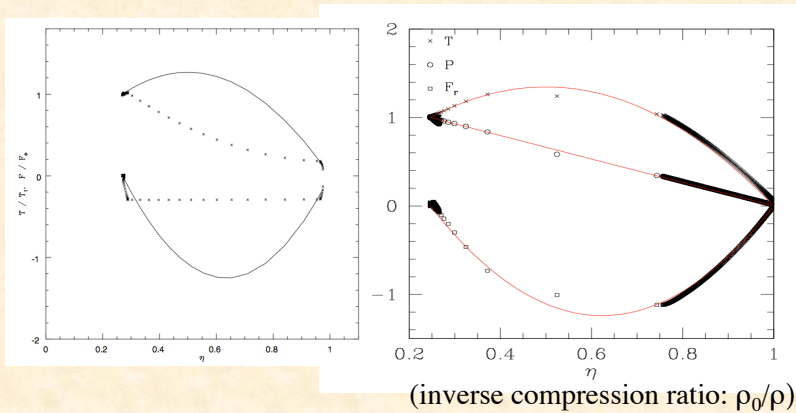 T / T₁, F / F₀
1
0
-1
-2
0
0.2
0.4
0.6
0.8
1
η
2
1
0
−1
× T
○ P
□ Fᵣ
0.2
0.4
0.6
0.8
1
η
(inverse compression ratio: ρ₀/ρ)